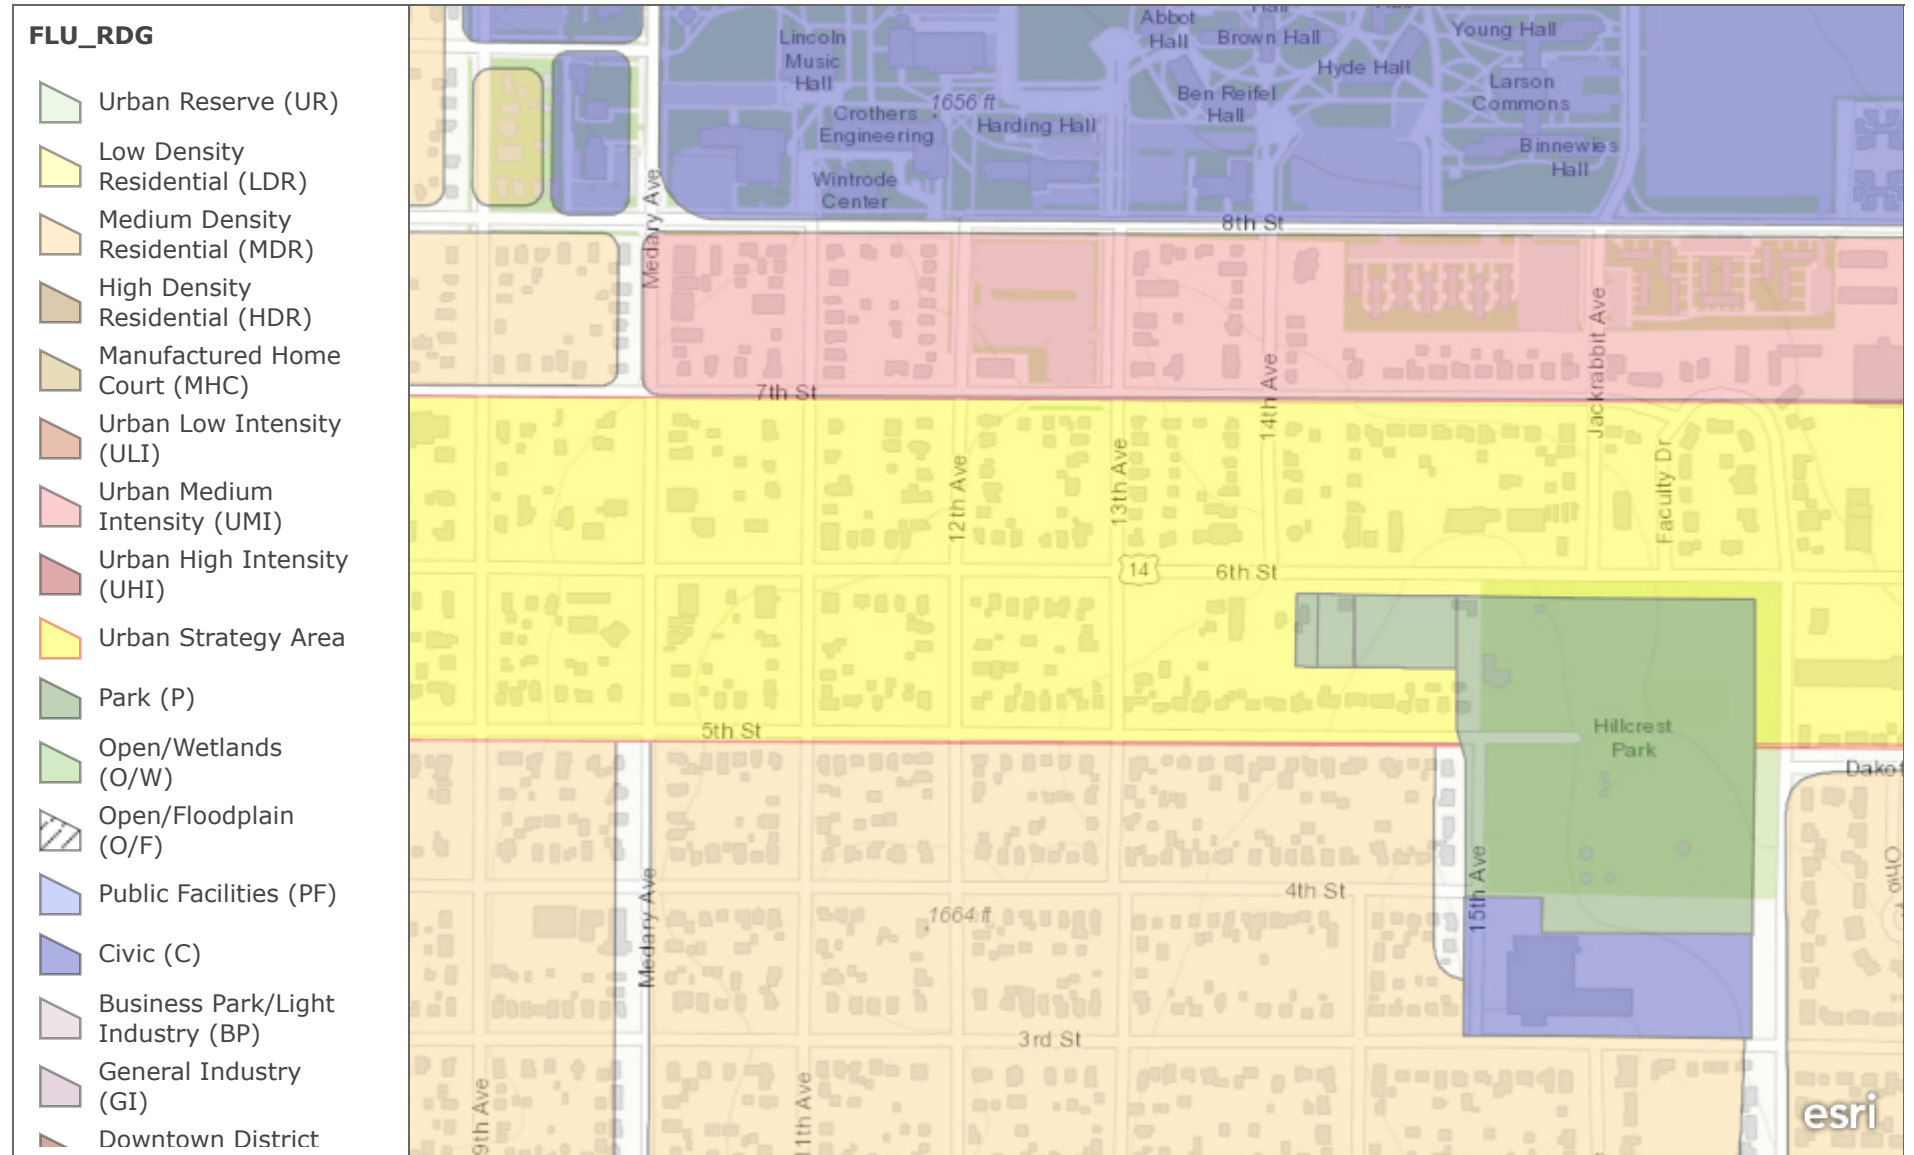 FLU_RDG
Urban Reserve (UR)
Low Density
Residential (LDR)
Medium Density
Residential (MDR)
High Density
Residential (HDR)
Manufactured Home
Court (MHC)
Urban Low Intensity
(ULI)
Urban Medium
Intensity (UMI)
Urban High Intensity
(UHI)
Urban Strategy Area
Park (P)
Open/Wetlands
(O/W)
Open/Floodplain
(O/F)
Public Facilities (PF)
Civic (C)
Business Park/Light
Industry (BP)
General Industry
(GI)
Downtown District
Lincoln
Music
Hall
Abbot
Hall
Hall
Brown Hall
Young Hall
Hyde Hall
Larson
Commons
1656 ft
Ben Reifel
Hall
Crothers
Engineering
Harding Hall
Binnewies
Hall
Wintrode
Center
Medary Ave
8th St
7th St
14th Ave
Jackrabbit Ave
12th Ave
13th Ave
Faculty Dr
14
6th St
5th St
Hillcrest
Park
Dakot
Medary Ave
1664 ft
4th St
15th Ave
Ohio
3rd St
9th Ave
11th Ave
esri